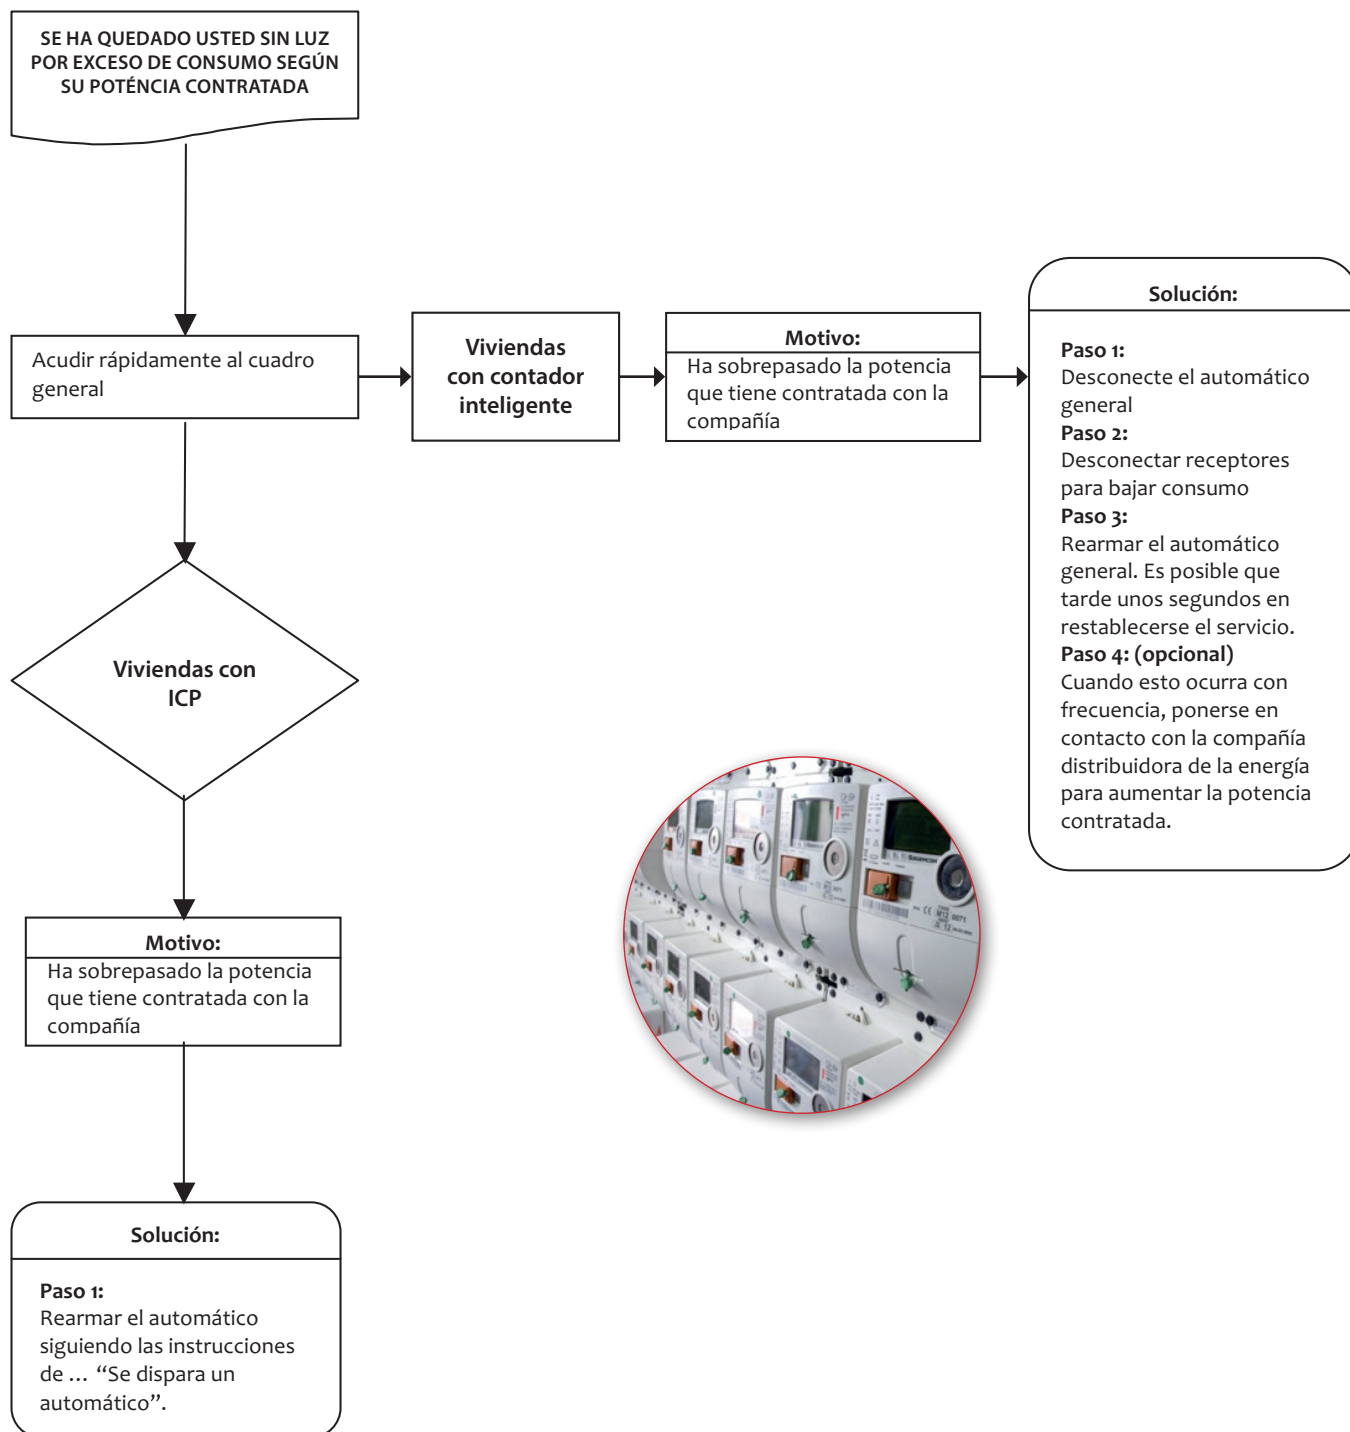 SE HA QUEDADO USTED SIN LUZ
POR EXCESO DE CONSUMO SEGÚN
SU POTÉNCIA CONTRATADA
Acudir rápidamente al cuadro
general
Viviendas
con contador
inteligente
Motivo:
Ha sobrepasado la potencia
que tiene contratada con la
compañía
Solución:
Paso 1:
Desconecte el automático
general
Paso 2:
Desconectar receptores
para bajar consumo
Paso 3:
Rearmar el automático
general. Es posible que
tarde unos segundos en
restablecerse el servicio.
Paso 4: (opcional)
Cuando esto ocurra con
frecuencia, ponerse en
contacto con la compañía
distribuidora de la energía
para aumentar la potencia
contratada.
Viviendas con
ICP
Motivo:
Ha sobrepasado la potencia
que tiene contratada con la
compañía
Solución:
Paso 1:
Rearmar el automático
siguiendo las instrucciones
de ... “Se dispara un
automático”.
SAGEMCOM
CE M12 0071